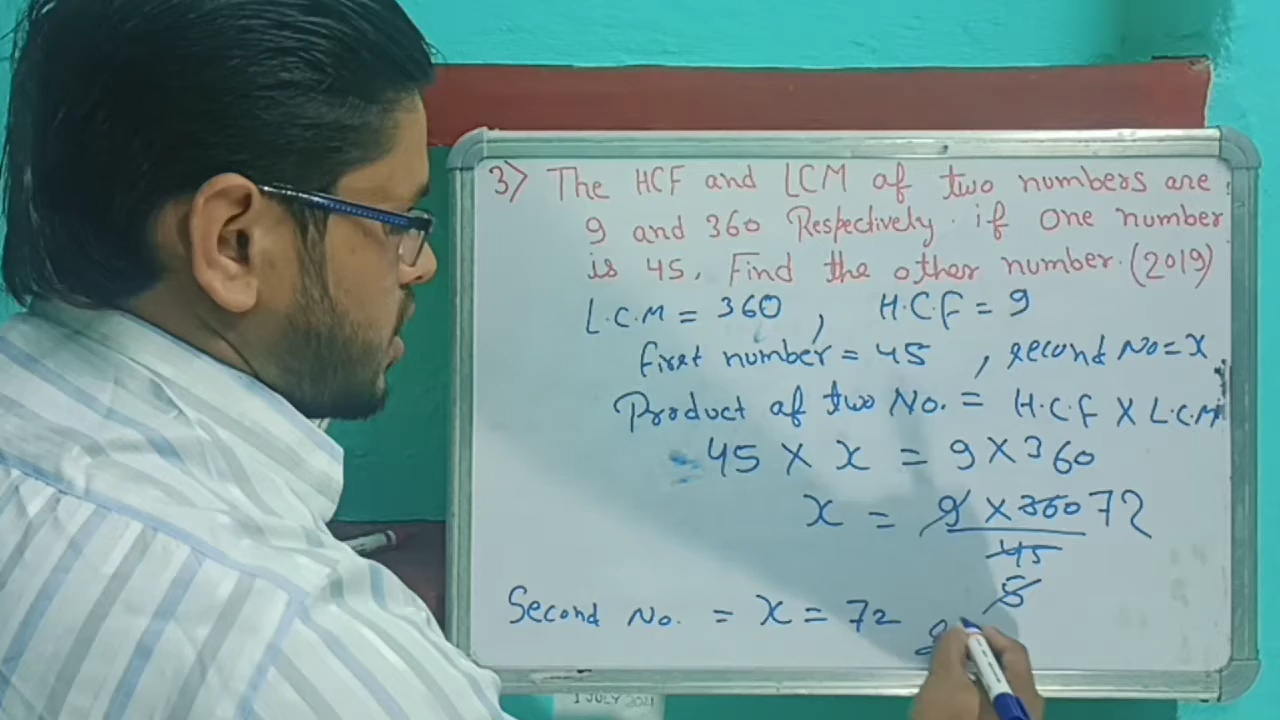 3) The HCF and LCM of two numbers are
9 and 360 Respectively. if one number
is 45. Find the other number. (2019)
L.C.M = 360 , H.C.F = 9
first number = 45 , second No = x
Product of two No. = H.C.F X L.C.M
45 X x = 9 X 360
x = 9 X 360 72
45
5
Second No. = x = 72
1 JULY